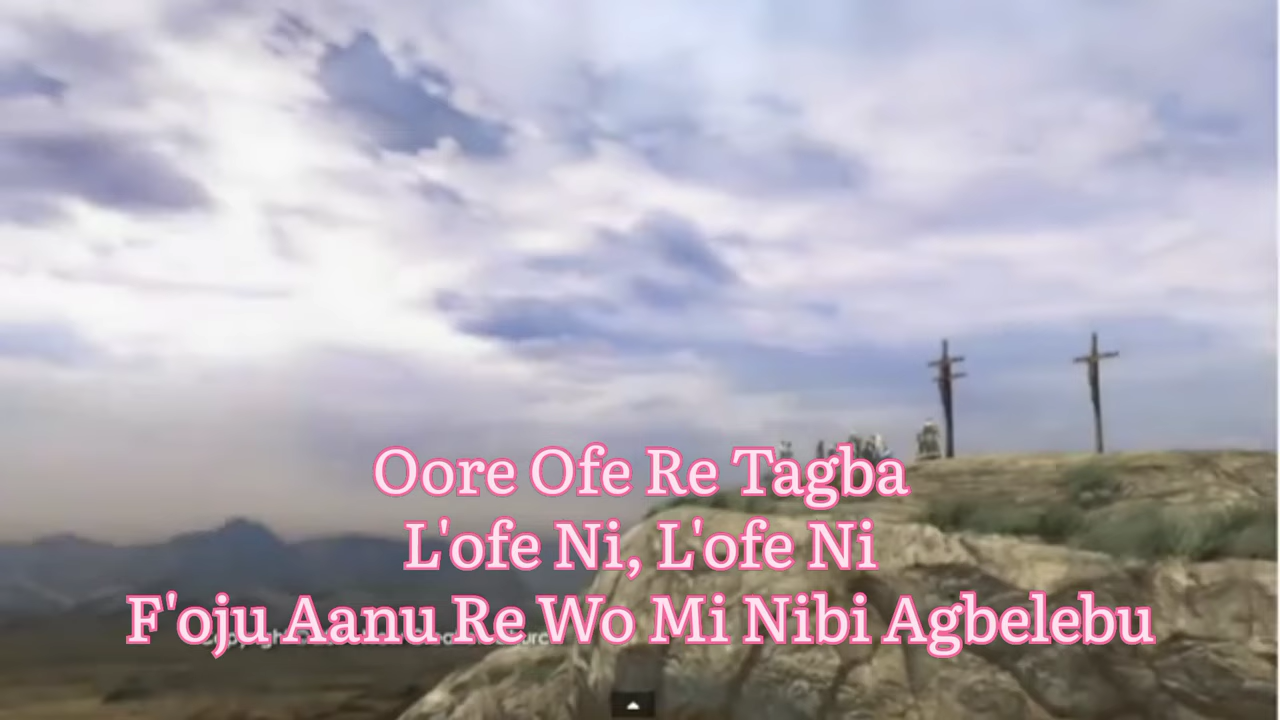 Oore Ofe Re Tagba
L'ofe Ni, L'ofe Ni
F'oju Aanu Re Wo Mi Nibi Agbelebu